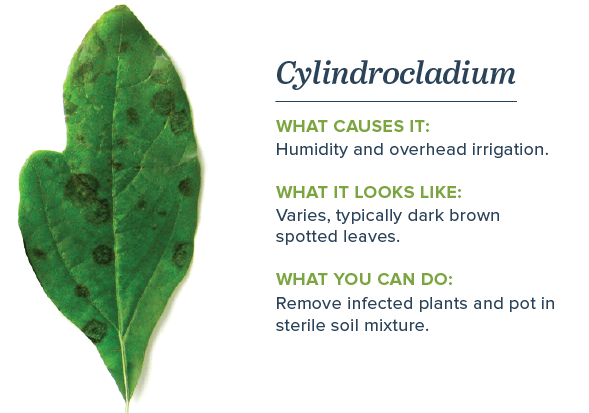 Cylindrocladium
WHAT CAUSES IT:
Humidity and overhead irrigation.
WHAT IT LOOKS LIKE:
Varies, typically dark brown
spotted leaves.
WHAT YOU CAN DO:
Remove infected plants and pot in
sterile soil mixture.